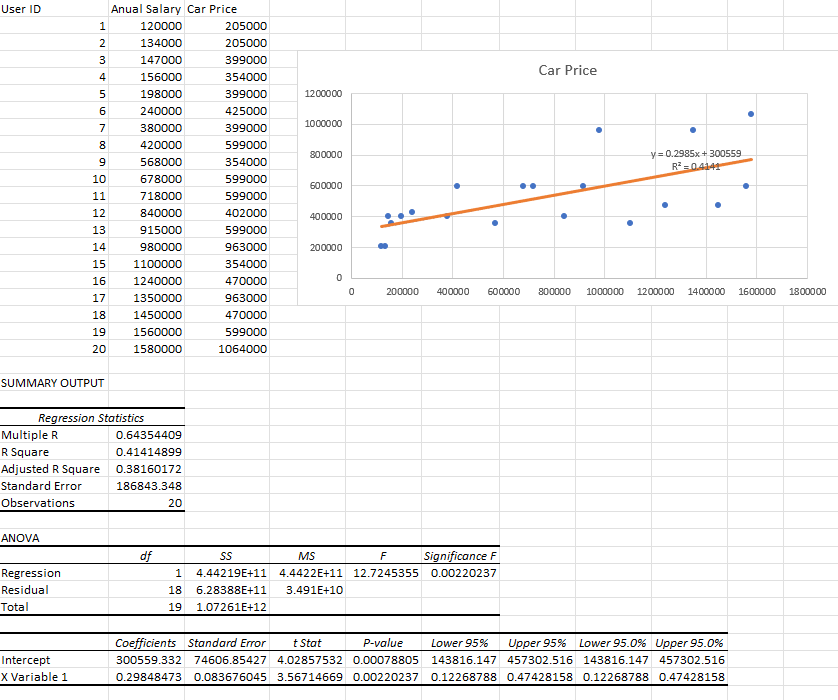 User ID Anual Salary Car Price
1 120000 205000
2 134000 205000
3 147000 399000
4 156000 354000
5 198000 399000
6 240000 425000
7 380000 399000
8 420000 599000
9 568000 354000
10 678000 599000
11 718000 599000
12 840000 402000
13 915000 599000
14 980000 963000
15 1100000 354000
16 1240000 470000
17 1350000 963000
18 1450000 470000
19 1560000 599000
20 1580000 1064000
Car Price
1200000
1000000
800000
600000
400000
200000
0
y = 0.2985x + 300559
R² = 0.4141
0 200000 400000 600000 800000 1000000 1200000 1400000 1600000 1800000
SUMMARY OUTPUT
Regression Statistics
Multiple R 0.64354409
R Square 0.41414899
Adjusted R Square 0.38160172
Standard Error 186843.348
Observations 20
ANOVA
df SS MS F Significance F
Regression 1 4.44219E+11 4.4422E+11 12.7245355 0.00220237
Residual 18 6.28388E+11 3.491E+10
Total 19 1.07261E+12
Coefficients Standard Error t Stat P-value Lower 95% Upper 95% Lower 95.0% Upper 95.0%
Intercept 300559.332 74606.85427 4.02857532 0.00078805 143816.147 457302.516 143816.147 457302.516
X Variable 1 0.29848473 0.083676045 3.56714669 0.00220237 0.12268788 0.47428158 0.12268788 0.47428158